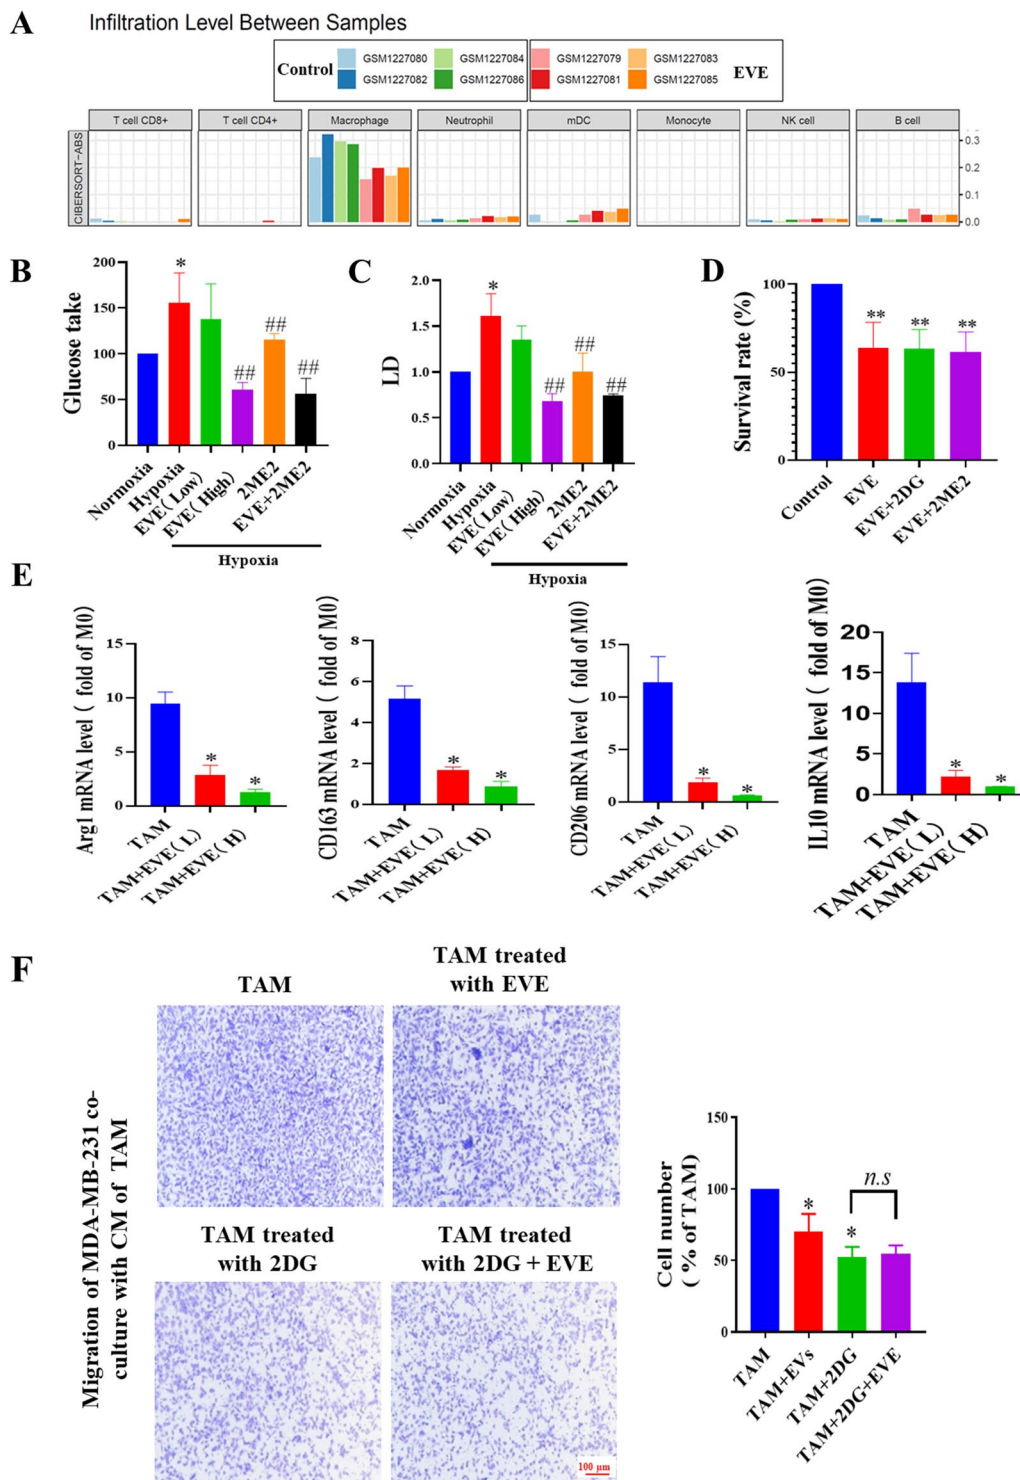 A
Infiltration Level Between Samples
Control
GSM1227080
GSM1227084
GSM1227079
GSM1227083
GSM1227082
GSM1227086
GSM1227081
GSM1227085
EVE
T cell CD8+
T cell CD4+
Macrophage
Neutrophil
mDC
Monocyte
NK cell
B cell
CIBERSORT-ABS
0.3
0.2
0.1
0.0
B
Glucose take
200
150
100
50
0
*
##
##
##
Normoxia
Hypoxia
EVE(Low)
EVE(High)
2ME2
EVE+2ME2
Hypoxia
C
LD
2.0
1.5
1.0
0.5
0.0
*
##
##
##
Normoxia
Hypoxia
EVE(Low)
EVE(High)
2ME2
EVE+2ME2
Hypoxia
D
Survival rate (%)
100
50
0
**
**
**
Control
EVE
EVE+2DG
EVE+2ME2
E
Arg1 mRNA level ( fold of M0)
15
10
5
0
*
*
TAM
TAM+EVE(L)
TAM+EVE(H)
CD163 mRNA level ( fold of M0)
8
6
4
2
0
*
*
TAM
TAM+EVE(L)
TAM+EVE(H)
CD206 mRNA level ( fold of M0)
15
10
5
0
*
*
TAM
TAM+EVE(L)
TAM+EVE(H)
IL10 mRNA level ( fold of M0)
20
15
10
5
0
*
*
TAM
TAM+EVE(L)
TAM+EVE(H)
F
Migration of MDA-MB-231 co-
culture with CM of TAM
TAM
TAM treated
with EVE
TAM treated
with 2DG
TAM treated
with 2DG + EVE
100 µm
Cell number
( % of TAM)
150
100
50
0
*
*
n.s
TAM
TAM+EVs
TAM+2DG
TAM+2DG+EVE